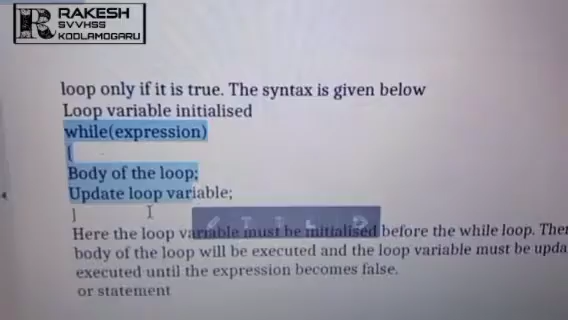 R RAKESH
SVVHSS
KODLAMOGARU
loop only if it is true. The syntax is given below
Loop variable initialised
while(expression)
{
Body of the loop;
Update loop variable;
}
Here the loop variable must be initialised before the while loop. Then
body of the loop will be executed and the loop variable must be upda
executed until the expression becomes false.
or statement